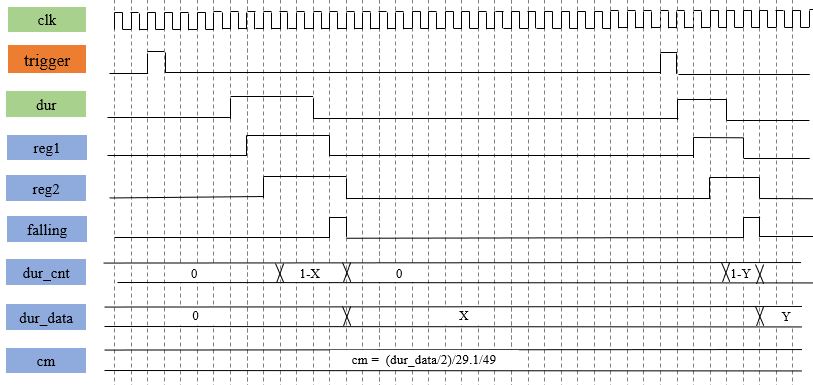 clk
trigger
dur
reg1
reg2
falling
dur_cnt 0 1-X 0 1-Y
dur_data 0 X Y
cm cm = (dur_data/2)/29.1/49